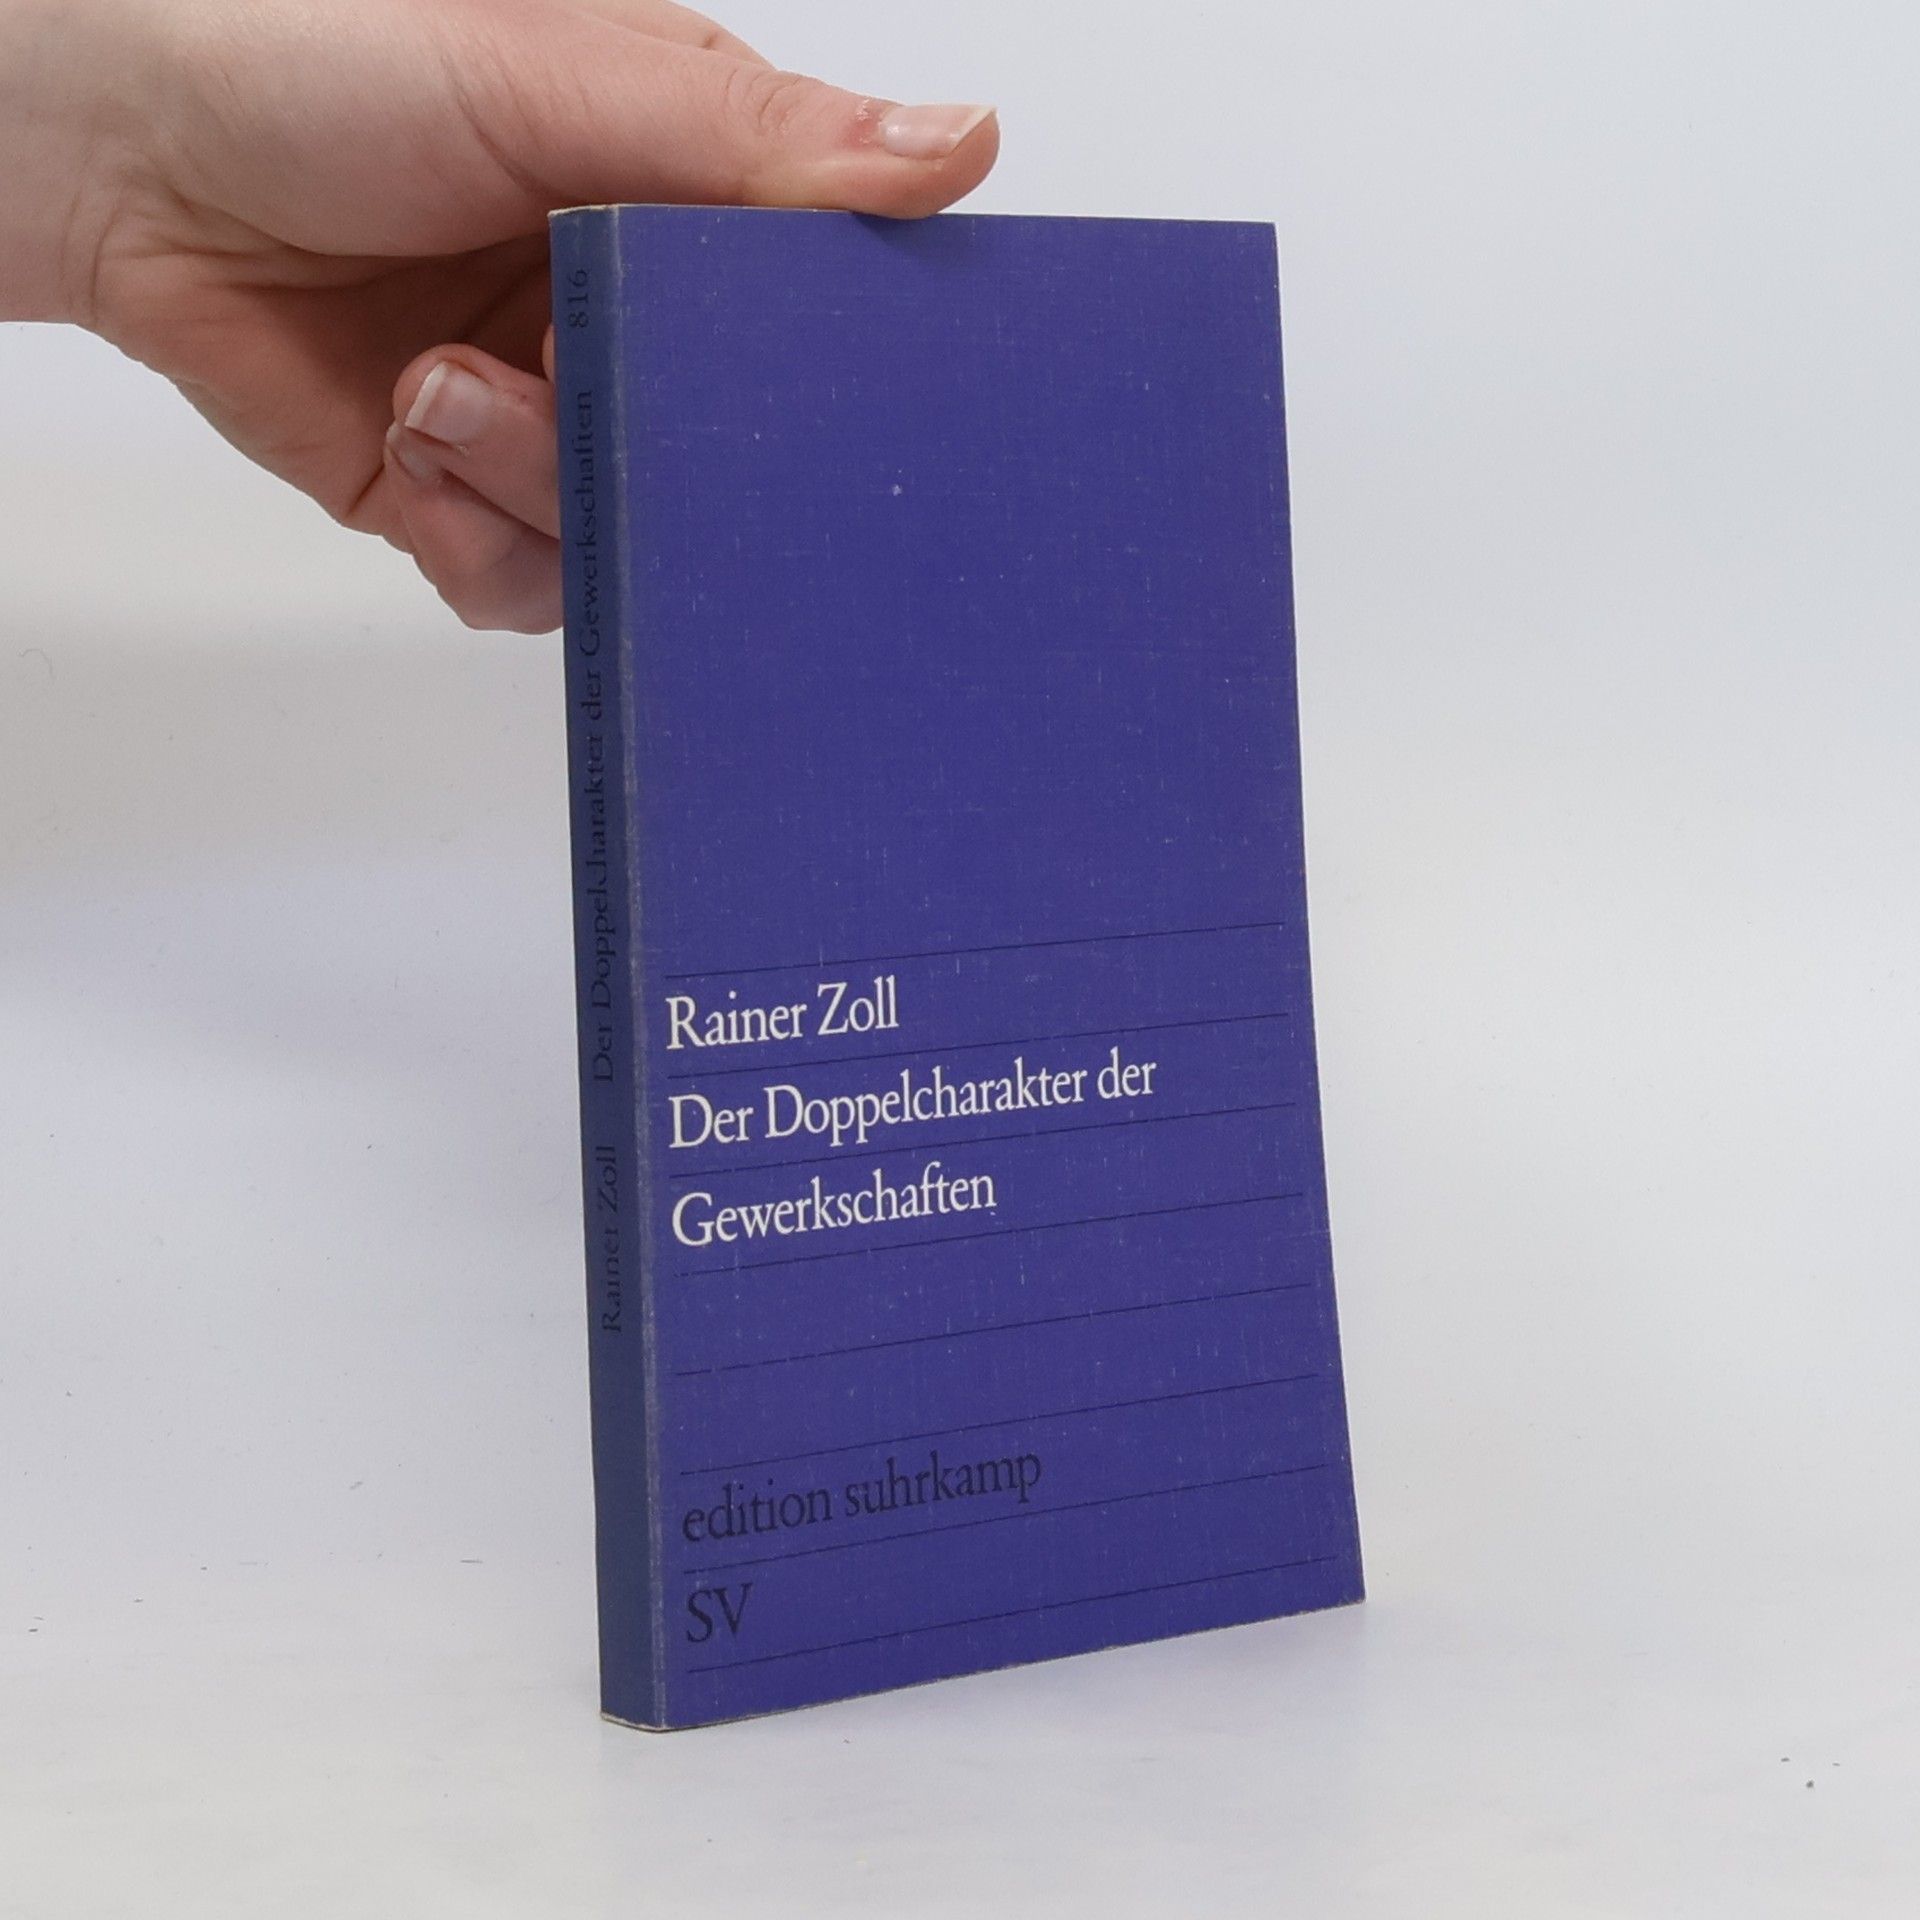 Rainer Zoll Der Doppelcharakter der Gewerkschaften 816
Rainer Zoll
Der Doppelcharakter der
Gewerkschaften
edition suhrkamp
SV